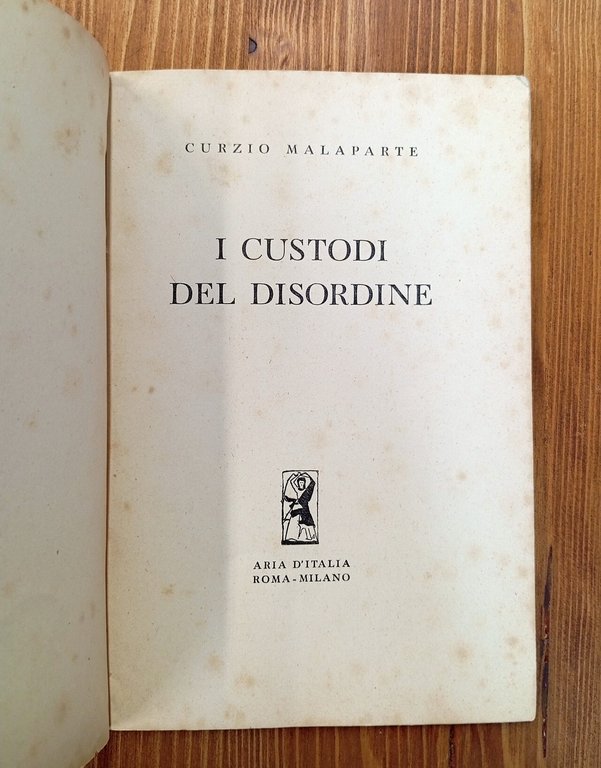 CURZIO MALAPARTE
I CUSTODI
DEL DISORDINE
ARIA D'ITALIA
ROMA - MILANO